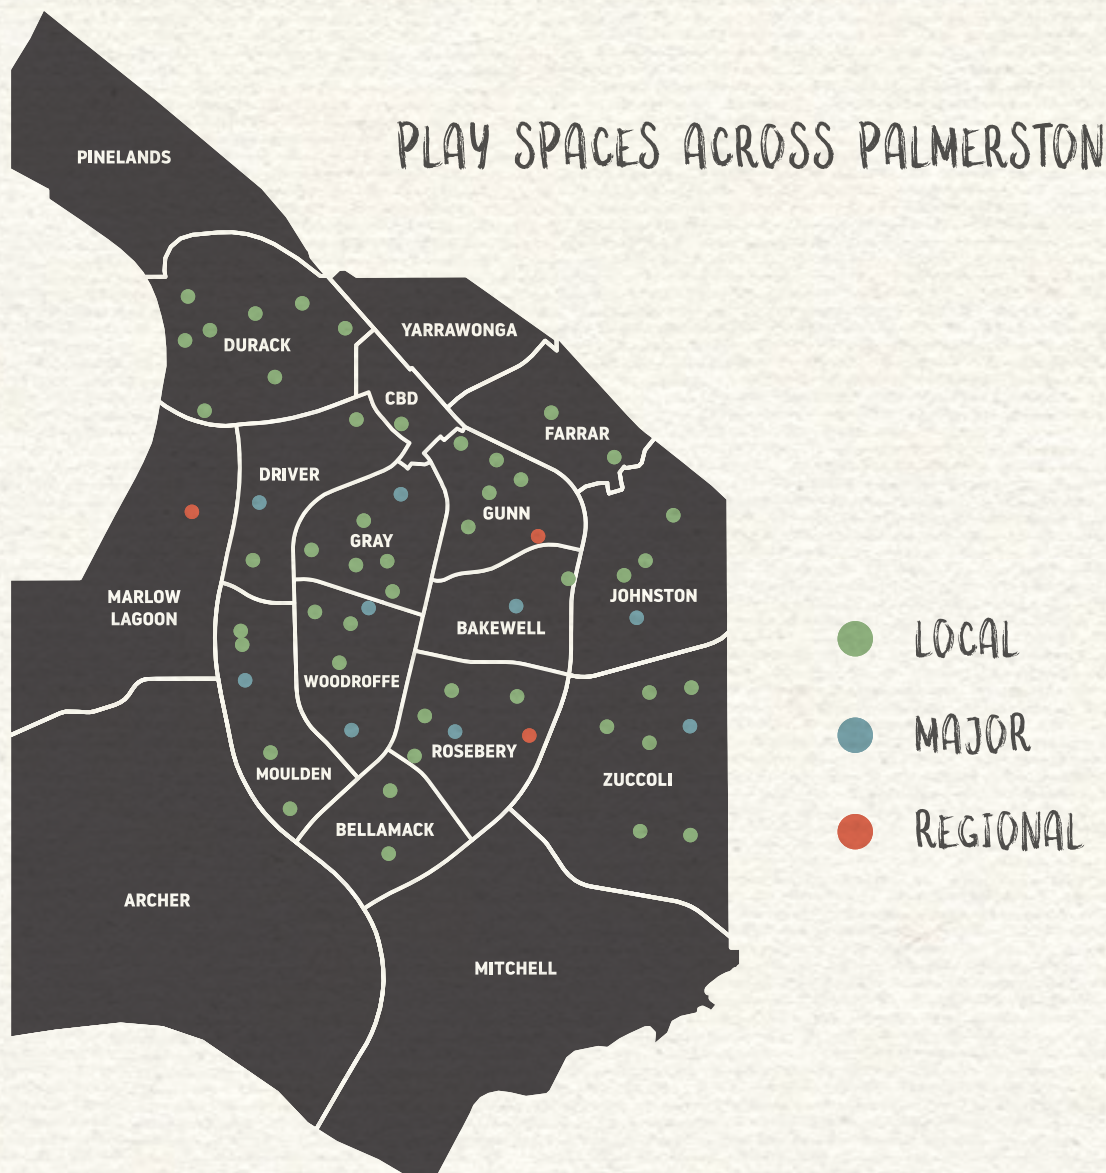 PLAY SPACES ACROSS PALMERSTON
PINELANDS
YARRAWONGA
DURACK
CBD
FARRAR
DRIVER
GUNN
GRAY
MARLOW
LAGOON
JOHNSTON
BAKEWELL
WOODROFFE
ROSEBERY
MOULDEN
ZUCCOLI
BELLAMACK
ARCHER
MITCHELL
LOCAL
MAJOR
REGIONAL